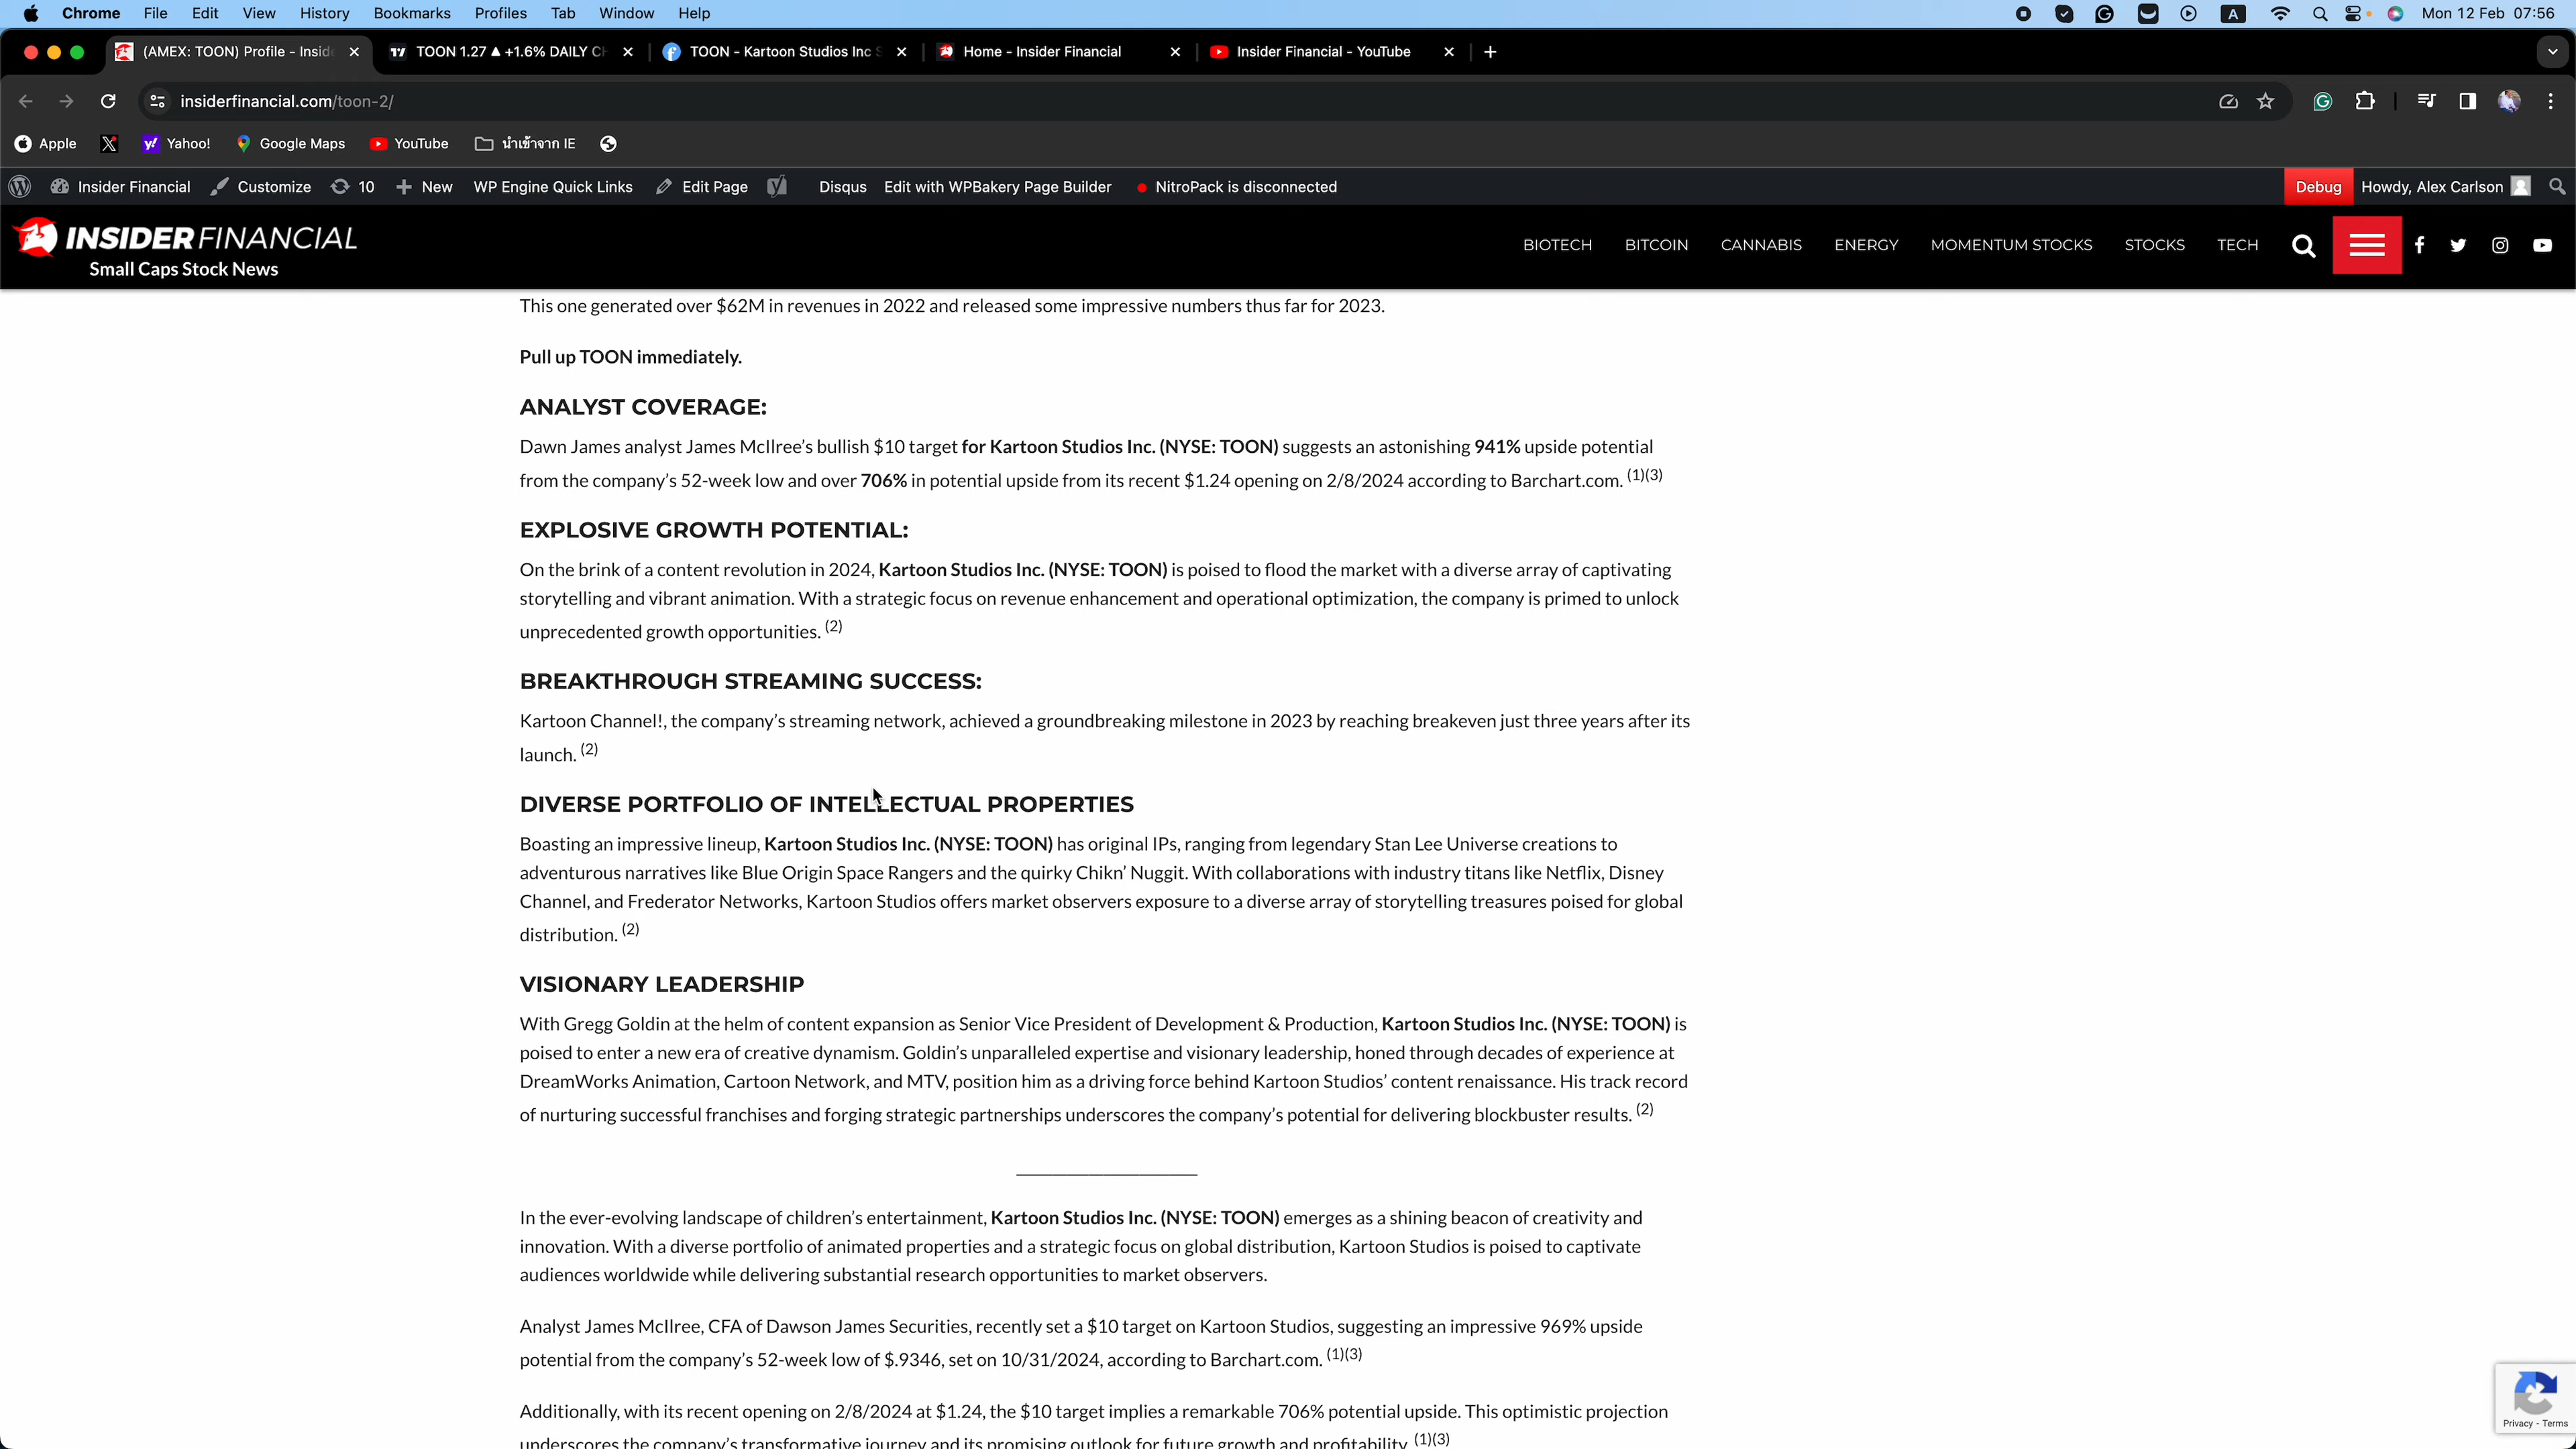 Chrome File Edit View History Bookmarks Profiles Tab Window Help A Mon 12 Feb 07:56
(AMEX: TOON) Profile - Insid TOON 1.27 ▲ +1.6% DAILY CH TOON - Kartoon Studios Inc S Home - Insider Financial Insider Financial - YouTube
insiderfinancial.com/toon-2/
Apple Yahoo! Google Maps YouTube นำเข้าจาก IE
Insider Financial Customize 10 New WP Engine Quick Links Edit Page Disqus Edit with WPBakery Page Builder NitroPack is disconnected Debug Howdy, Alex Carlson
INSIDER FINANCIAL
Small Caps Stock News
BIOTECH BITCOIN CANNABIS ENERGY MOMENTUM STOCKS STOCKS TECH
This one generated over $62M in revenues in 2022 and released some impressive numbers thus far for 2023.
Pull up TOON immediately.
ANALYST COVERAGE:
Dawn James analyst James McIlree's bullish $10 target for Kartoon Studios Inc. (NYSE: TOON) suggests an astonishing 941% upside potential
from the company's 52-week low and over 706% in potential upside from its recent $1.24 opening on 2/8/2024 according to Barchart.com. (1)(3)
EXPLOSIVE GROWTH POTENTIAL:
On the brink of a content revolution in 2024, Kartoon Studios Inc. (NYSE: TOON) is poised to flood the market with a diverse array of captivating
storytelling and vibrant animation. With a strategic focus on revenue enhancement and operational optimization, the company is primed to unlock
unprecedented growth opportunities. (2)
BREAKTHROUGH STREAMING SUCCESS:
Kartoon Channel!, the company's streaming network, achieved a groundbreaking milestone in 2023 by reaching breakeven just three years after its
launch. (2)
DIVERSE PORTFOLIO OF INTELLECTUAL PROPERTIES
Boasting an impressive lineup, Kartoon Studios Inc. (NYSE: TOON) has original IPs, ranging from legendary Stan Lee Universe creations to
adventurous narratives like Blue Origin Space Rangers and the quirky Chikn' Nuggit. With collaborations with industry titans like Netflix, Disney
Channel, and Frederator Networks, Kartoon Studios offers market observers exposure to a diverse array of storytelling treasures poised for global
distribution. (2)
VISIONARY LEADERSHIP
With Gregg Goldin at the helm of content expansion as Senior Vice President of Development & Production, Kartoon Studios Inc. (NYSE: TOON) is
poised to enter a new era of creative dynamism. Goldin's unparalleled expertise and visionary leadership, honed through decades of experience at
DreamWorks Animation, Cartoon Network, and MTV, position him as a driving force behind Kartoon Studios' content renaissance. His track record
of nurturing successful franchises and forging strategic partnerships underscores the company's potential for delivering blockbuster results. (2)
In the ever-evolving landscape of children's entertainment, Kartoon Studios Inc. (NYSE: TOON) emerges as a shining beacon of creativity and
innovation. With a diverse portfolio of animated properties and a strategic focus on global distribution, Kartoon Studios is poised to captivate
audiences worldwide while delivering substantial research opportunities to market observers.
Analyst James McIlree, CFA of Dawson James Securities, recently set a $10 target on Kartoon Studios, suggesting an impressive 969% upside
potential from the company's 52-week low of $.9346, set on 10/31/2024, according to Barchart.com. (1)(3)
Additionally, with its recent opening on 2/8/2024 at $1.24, the $10 target implies a remarkable 706% potential upside. This optimistic projection
underscores the company's transformative journey and its promising outlook for future growth and profitability. (1)(3)
Privacy - Terms